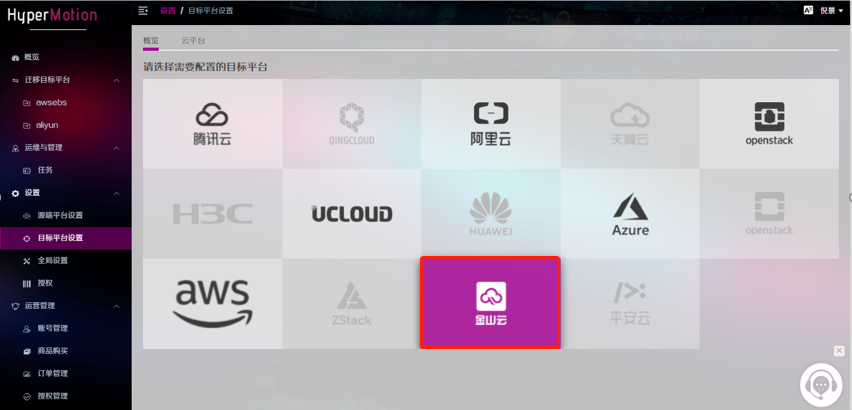 HyperMotion
设置 / 目标平台设置
倪景
概览
迁移目标平台
awsebs
aliyun
运维与管理
任务
设置
源端平台设置
目标平台设置
全局设置
授权
运营管理
账号管理
商品购买
订单管理
授权管理
概览 云平台
请选择需要配置的目标平台
腾讯云
QINGCLOUD
阿里云
天翼云
openstack
H3C
UCLOUD
HUAWEI
Azure
openstack
aws
ZStack
金山云
平安云